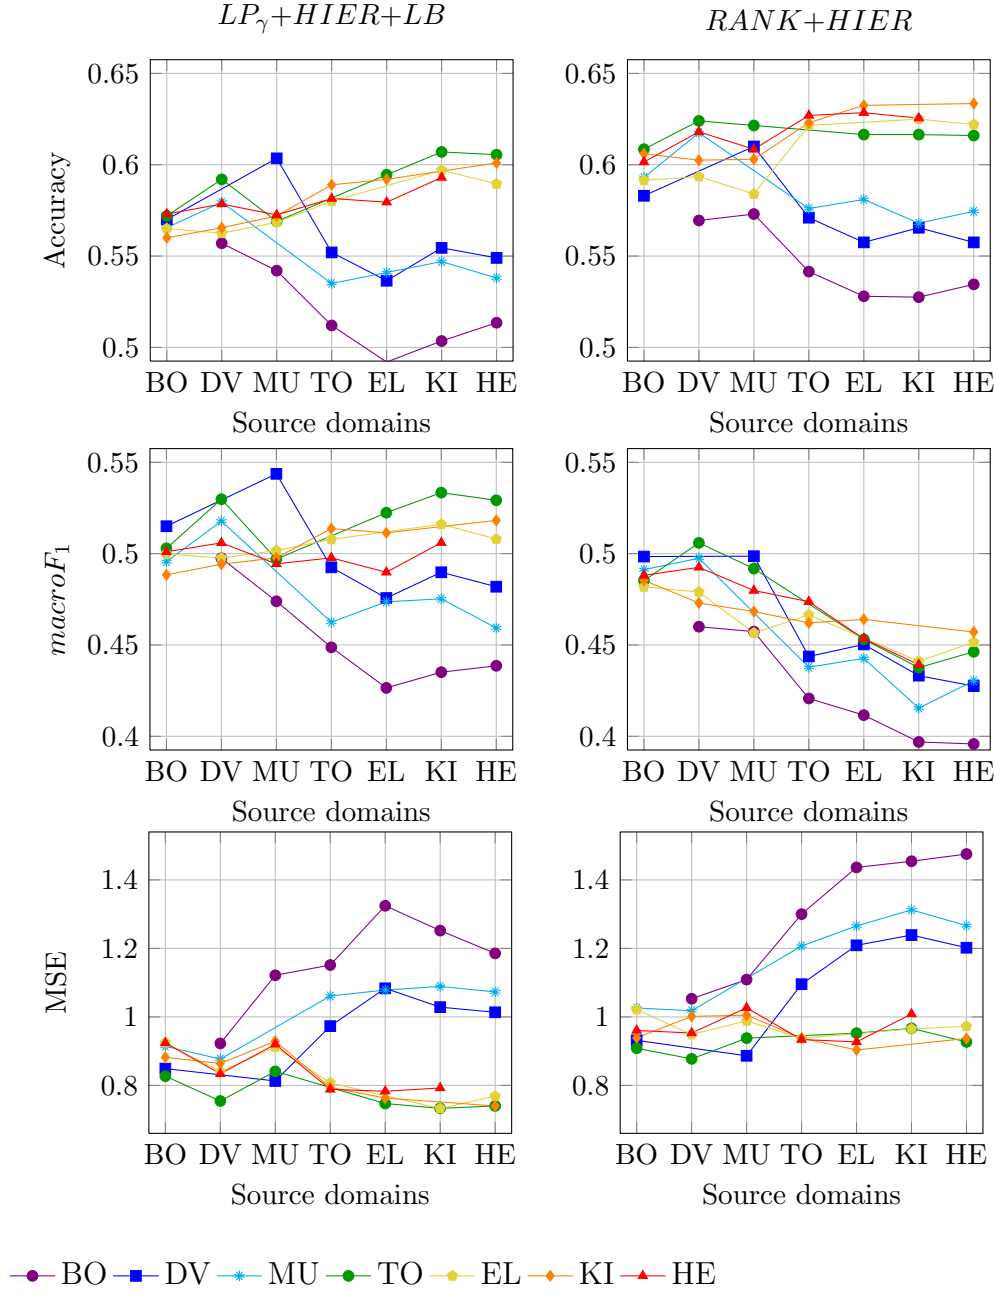 LPγ+HIER+LB
RANK+HIER
0.65
0.6
0.55
0.5
Accuracy
BO DV MU TO EL KI HE
Source domains
0.65
0.6
0.55
0.5
BO DV MU TO EL KI HE
Source domains
0.55
0.5
0.45
0.4
macroF1
BO DV MU TO EL KI HE
Source domains
0.55
0.5
0.45
0.4
BO DV MU TO EL KI HE
Source domains
1.4
1.2
1
0.8
MSE
BO DV MU TO EL KI HE
Source domains
1.4
1.2
1
0.8
BO DV MU TO EL KI HE
Source domains
BO DV MU TO EL KI HE